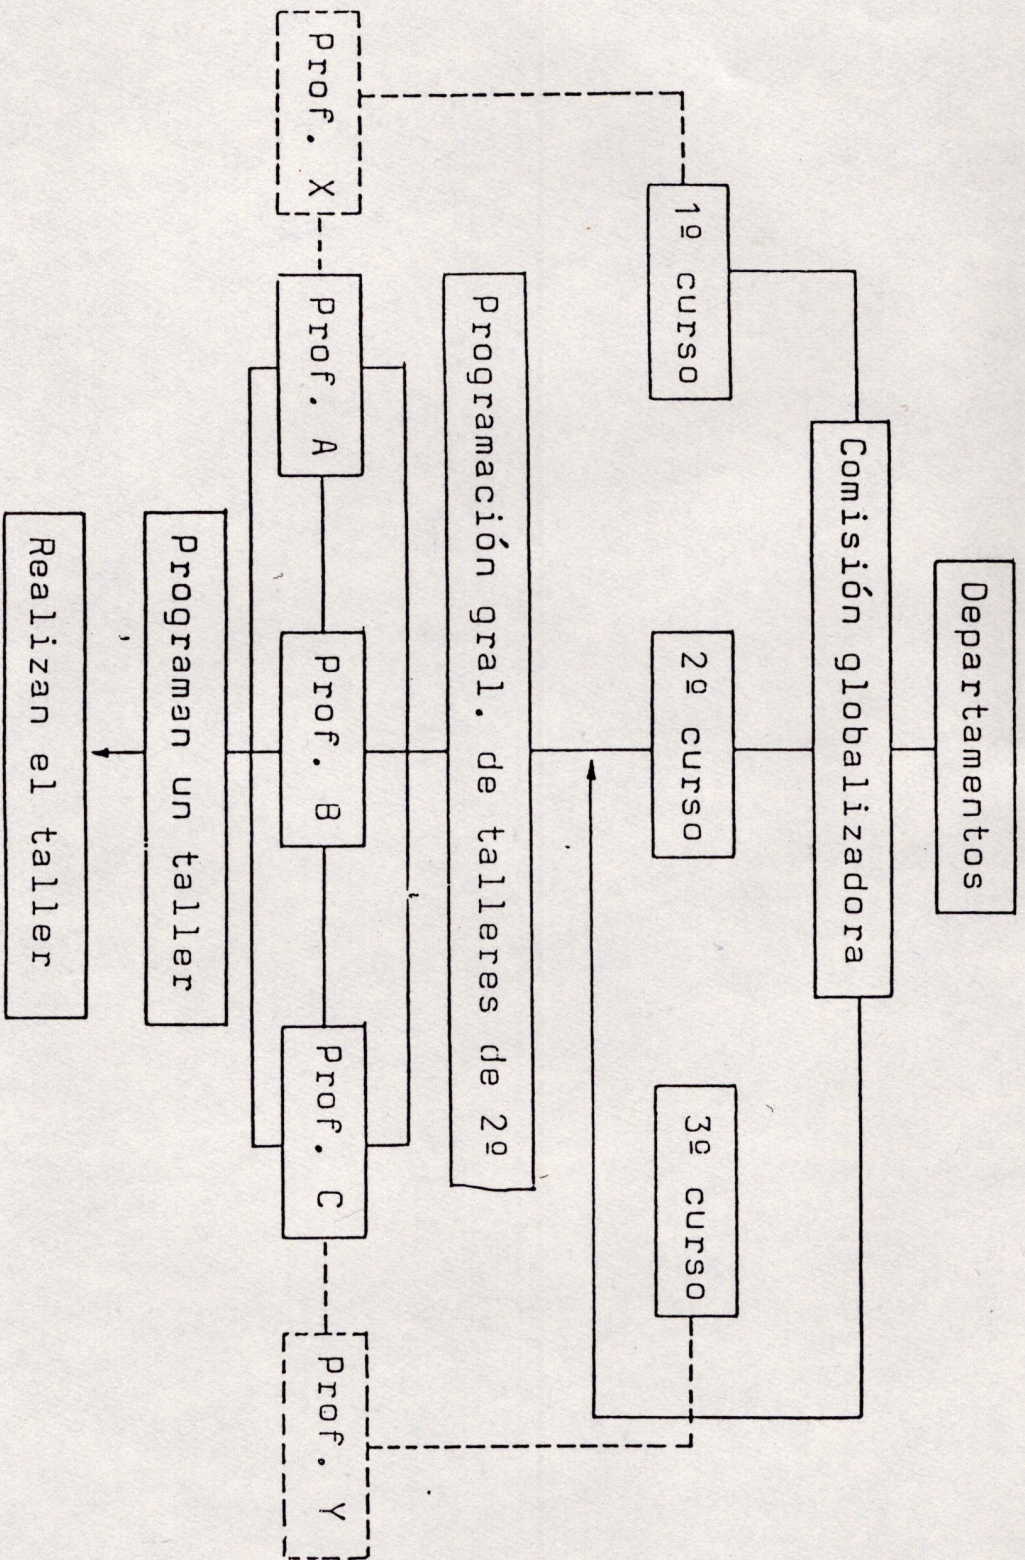 Departamentos
Comisión globalizadora
1º curso
2º curso
3º curso
Programación gral. de talleres de 2º
Prof. X
Prof. A
Prof. B
Prof. C
Prof. Y
Programan un taller
Realizan el taller